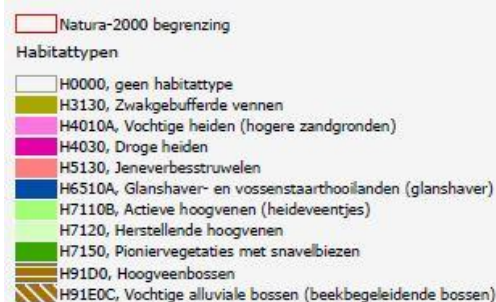 Natura-2000 begrenzing
Habitattypen
H0000, geen habitattype
H3130, Zwakgebufferde vennen
H4010A, Vochtige heiden (hogere zandgronden)
H4030, Droge heiden
H5130, Jeneverbesstruwelen
H6510A, Glanshaver- en vossenstaarthooilanden (glanshaver)
H7110B, Actieve hoogvenen (heideveentjes)
H7120, Herstellende hoogvenen
H7150, Pioniervegetaties met snavelbiezen
H91D0, Hoogveenbossen
H91E0C, Vochtige alluviale bossen (beekbegeleidende bossen)